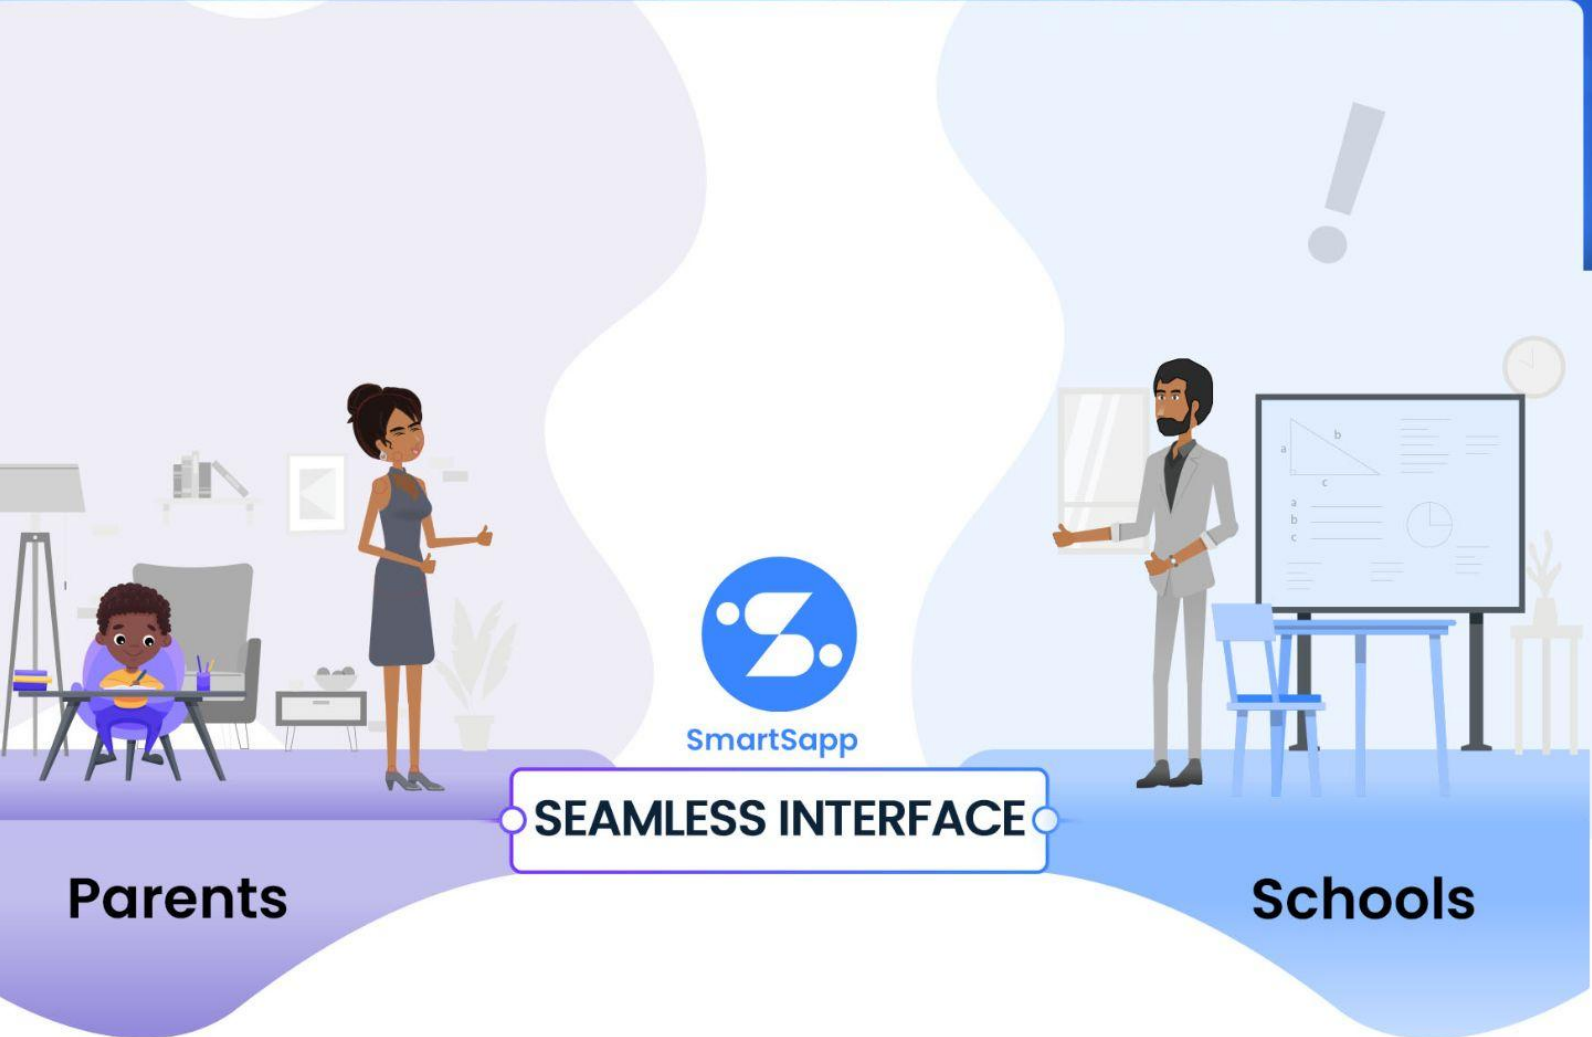 a
b
c
a
b
c
SmartSapp
SEAMLESS INTERFACE
Parents
Schools